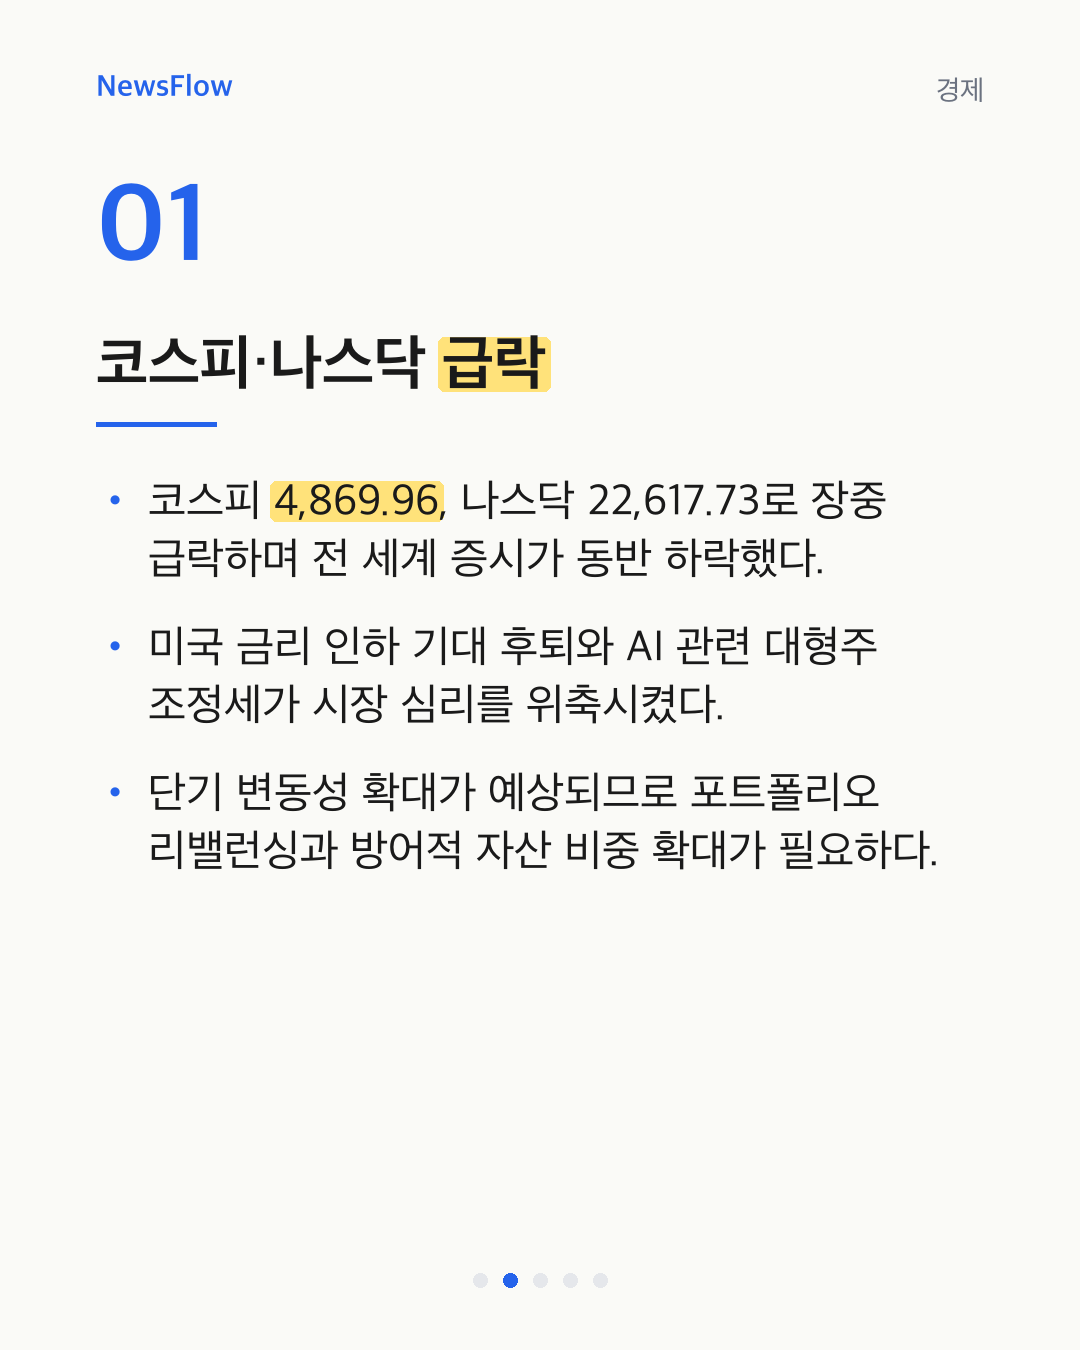 NewsFlow
경제
01
코스피·나스닥 급락
• 코스피 4,869.96, 나스닥 22,617.73로 장중
급락하며 전 세계 증시가 동반 하락했다.
• 미국 금리 인하 기대 후퇴와 AI 관련 대형주
조정세가 시장 심리를 위축시켰다.
• 단기 변동성 확대가 예상되므로 포트폴리오
리밸런싱과 방어적 자산 비중 확대가 필요하다.